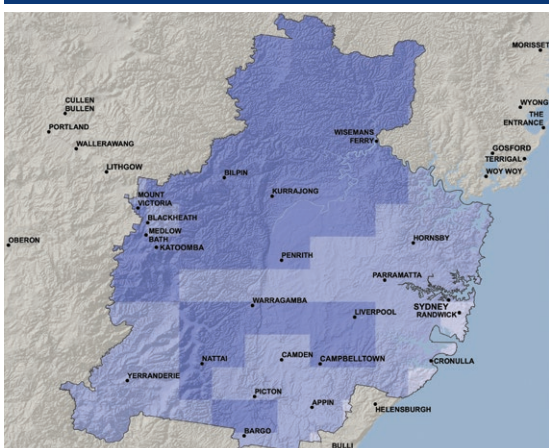 MORISSET
CULLEN
BULLEN
WYONG
THE
ENTRANCE
PORTLAND
WISEMANS
FERRY
WALLERAWANG
GOSFORD
TERRIGAL
LITHGOW
BILPIN
WOY WOY
KURRAJONG
MOUNT
VICTORIA
BLACKHEATH
MEDLOW
BATH
KATOOMBA
OBERON
HORNSBY
PENRITH
PARRAMATTA
WARRAGAMBA
SYDNEY
RANDWICK
LIVERPOOL
NATTAI
CAMDEN
CAMPBELLTOWN
CRONULLA
YERRANDERIE
PICTON
APPIN
HELENSBURGH
BARGO
BULLI